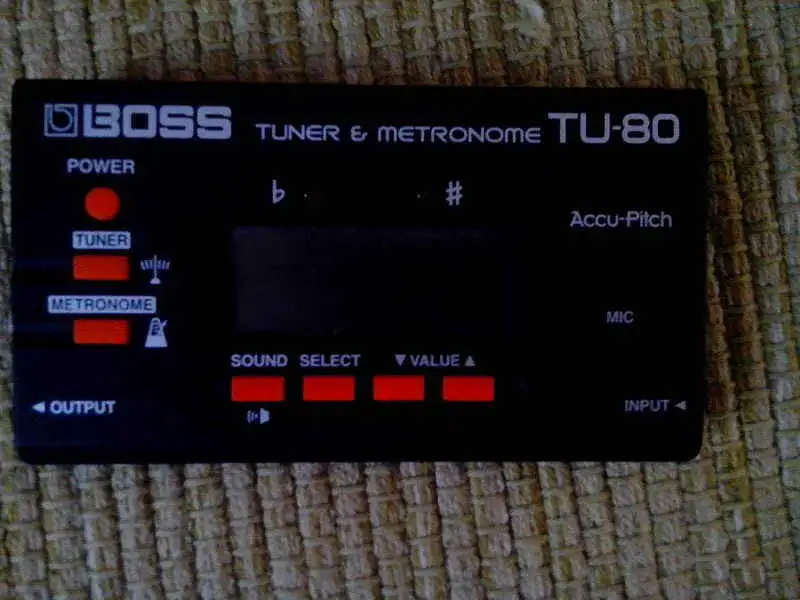 BOSS TUNER & METRONOME TU-80
POWER
♭ ♯
Accu-Pitch
TUNER
METRONOME
MIC
SOUND SELECT ▼ VALUE ▲
◄ OUTPUT
INPUT ◄